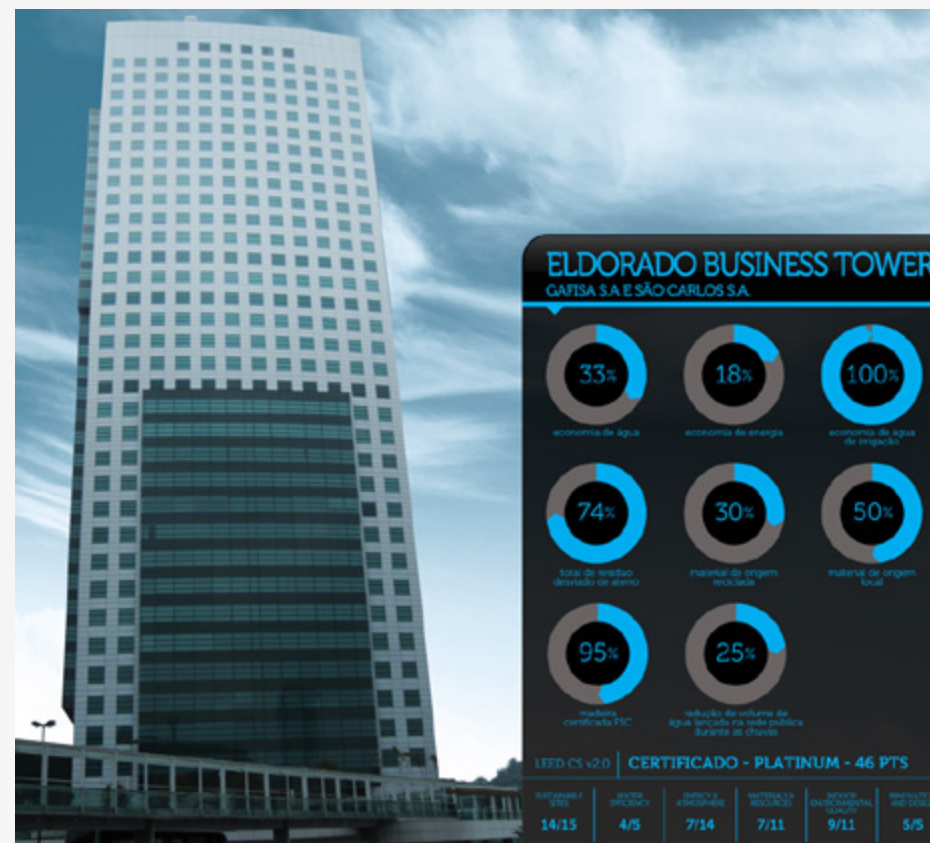 ELDORADO BUSINESS TOWER
GAFISA S.A E SÃO CARLOS S.A.
33%
18%
100%
economia de água
economia de energia
economia de água
de irrigação
74%
30%
50%
total de resíduo
desviado de aterro
material de origem
reciclada
material de origem
local
95%
25%
madeira
certificada FSC
redução de volume de
água lançada na rede pública
durante as chuvas
LEED CS v2.0
CERTIFICADO - PLATINUM - 46 PTS
SUSTAINABLE
SITES
WATER
EFFICIENCY
ENERGY &
ATMOSPHERE
MATERIALS &
RESOURCES
INDOOR
ENVIRONMENTAL
QUALITY
AND DESIGN
14/15
4/5
7/14
7/11
9/11
5/5